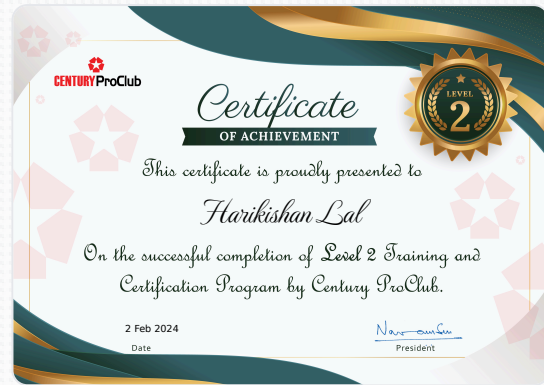 CENTURY ProClub
LEVEL
2
Certificate
OF ACHIEVEMENT
This certificate is proudly presented to
Harikishan Lal
On the successful completion of Level 2 Training and
Certification Program by Century ProClub.
2 Feb 2024
Date
President